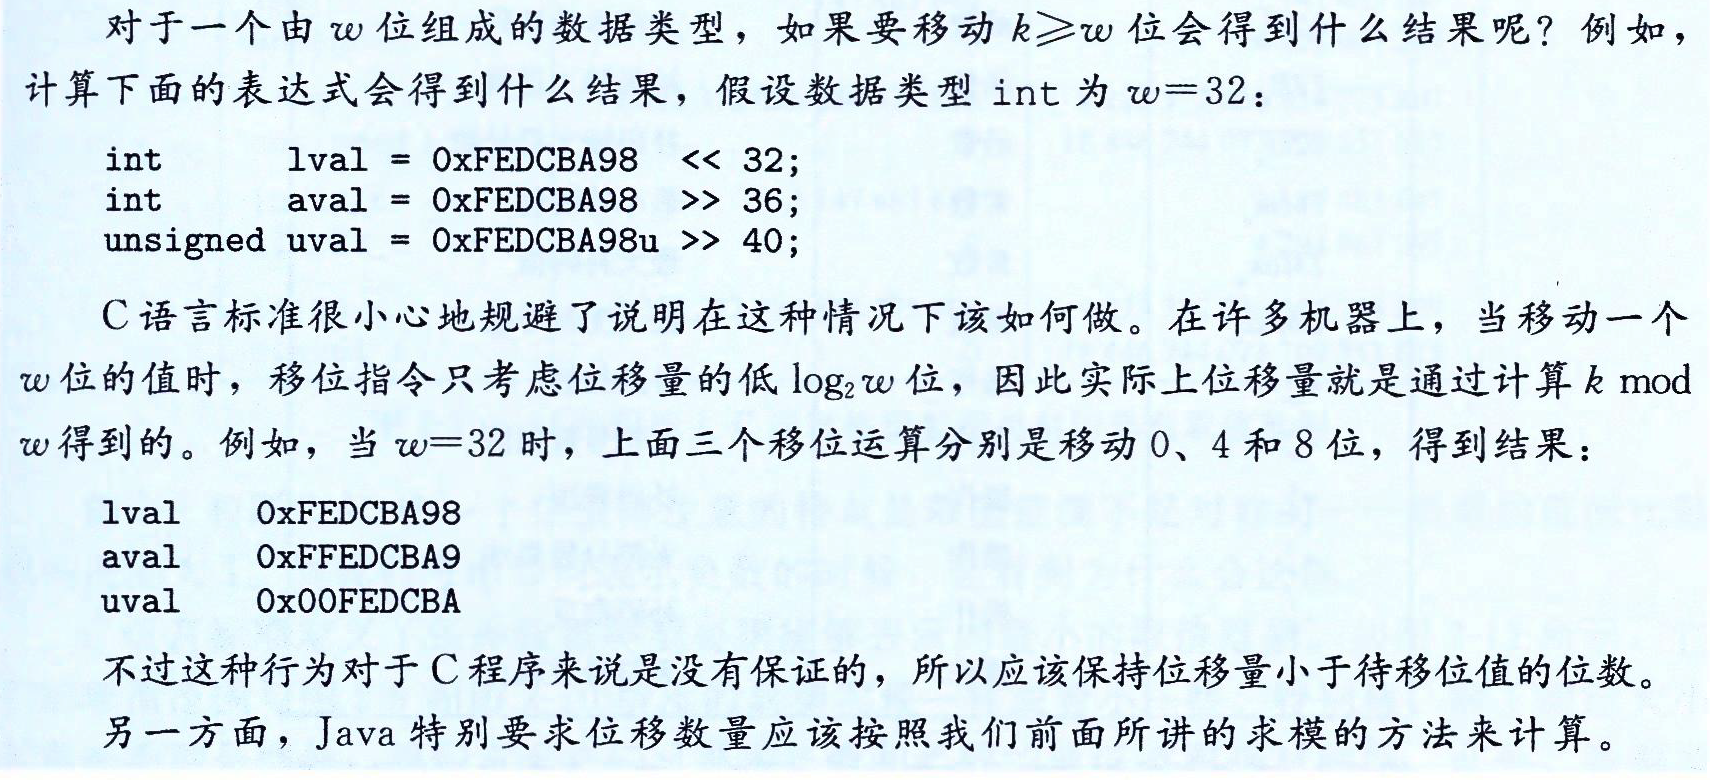 对于一个由 w 位组成的数据类型，如果要移动 k⩾w 位会得到什么结果呢？例如，
计算下面的表达式会得到什么结果，假设数据类型 int 为 w=32：
int lval = 0xFEDCBA98 << 32;
int aval = 0xFEDCBA98 >> 36;
unsigned uval = 0xFEDCBA98u >> 40;
C 语言标准很小心地规避了说明在这种情况下该如何做。在许多机器上，当移动一个
w 位的值时，移位指令只考虑位移量的低 log₂w 位，因此实际上位移量就是通过计算 k mod
w 得到的。例如，当 w=32 时，上面三个移位运算分别是移动 0、4 和 8 位，得到结果：
lval 0xFEDCBA98
aval 0xFFEDCBA9
uval 0x00FEDCBA
不过这种行为对于 C 程序来说是没有保证的，所以应该保持位移量小于待移位值的位数。
另一方面，Java 特别要求位移数量应该按照我们前面所讲的求模的方法来计算。